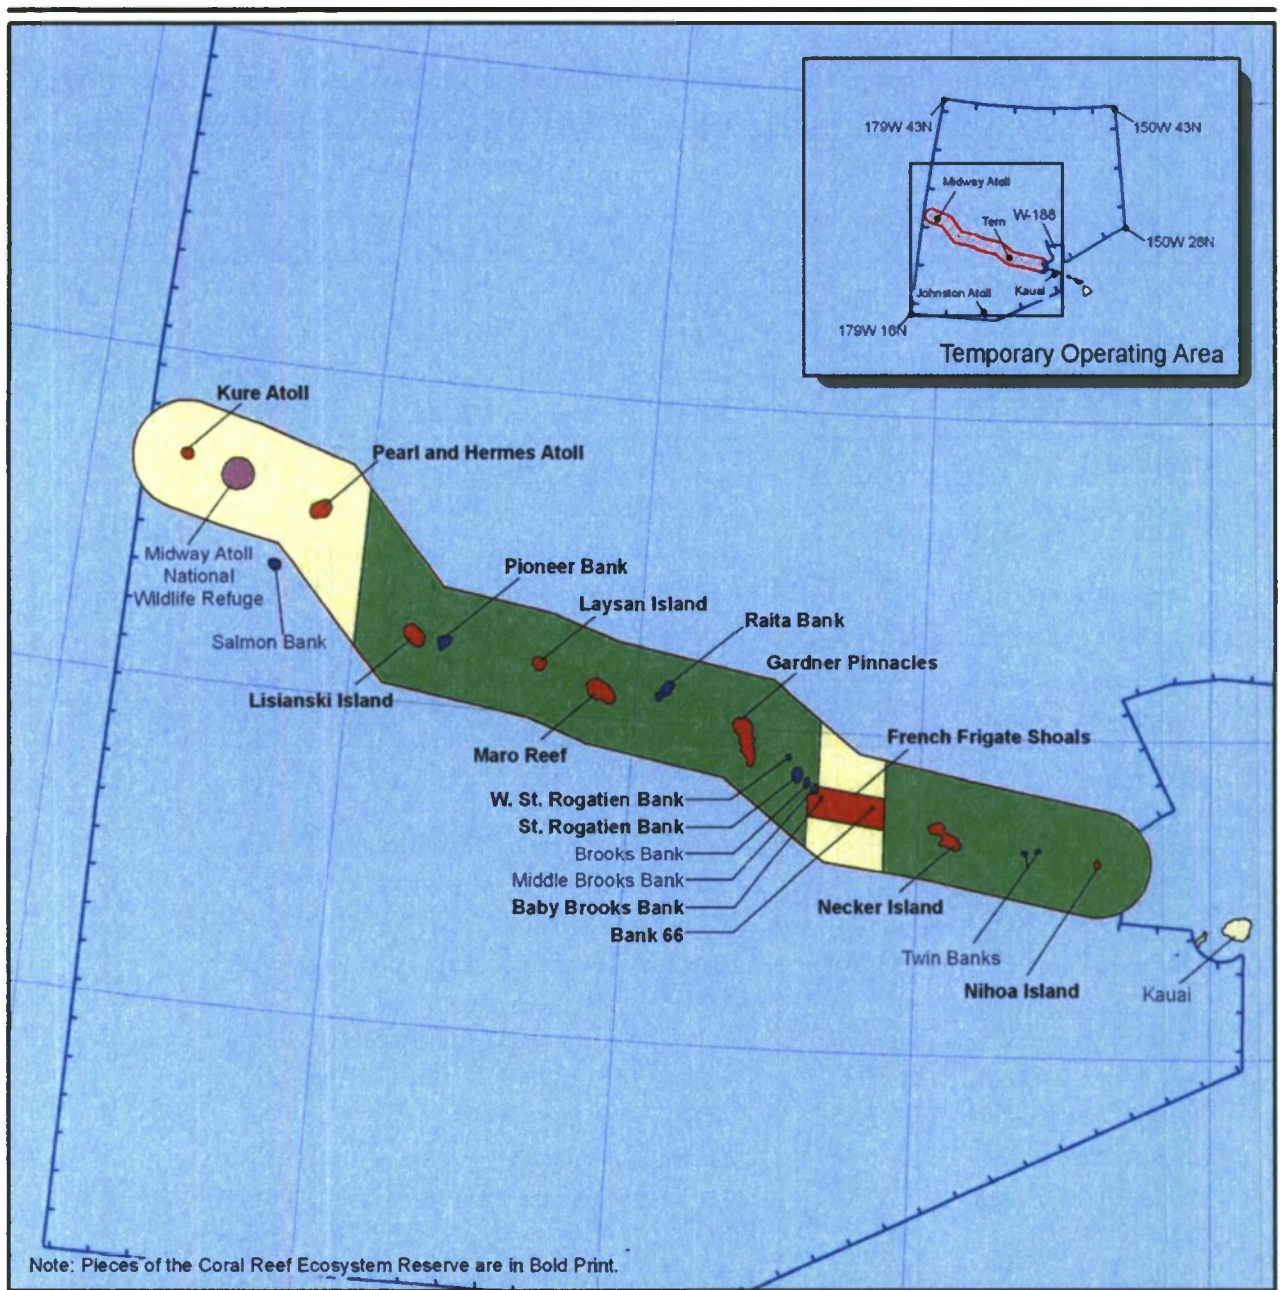 179W 43N
150W 43N
Midway Atoll
Tern
W-188
150W 28N
Johnston Atoll
Kauai
179W 16N
Temporary Operating Area
Kure Atoll
Pearl and Hermes Atoll
Midway Atoll
National
Wildlife Refuge
Salmon Bank
Pioneer Bank
Laysan Island
Raita Bank
Gardner Pinnacles
Lisianski Island
Maro Reef
French Frigate Shoals
W. St. Rogatien Bank
St. Rogatien Bank
Brooks Bank
Middle Brooks Bank
Baby Brooks Bank
Bank 66
Necker Island
Twin Banks
Nihoa Island
Kauai
Note: Pieces of the Coral Reef Ecosystem Reserve are in Bold Print.